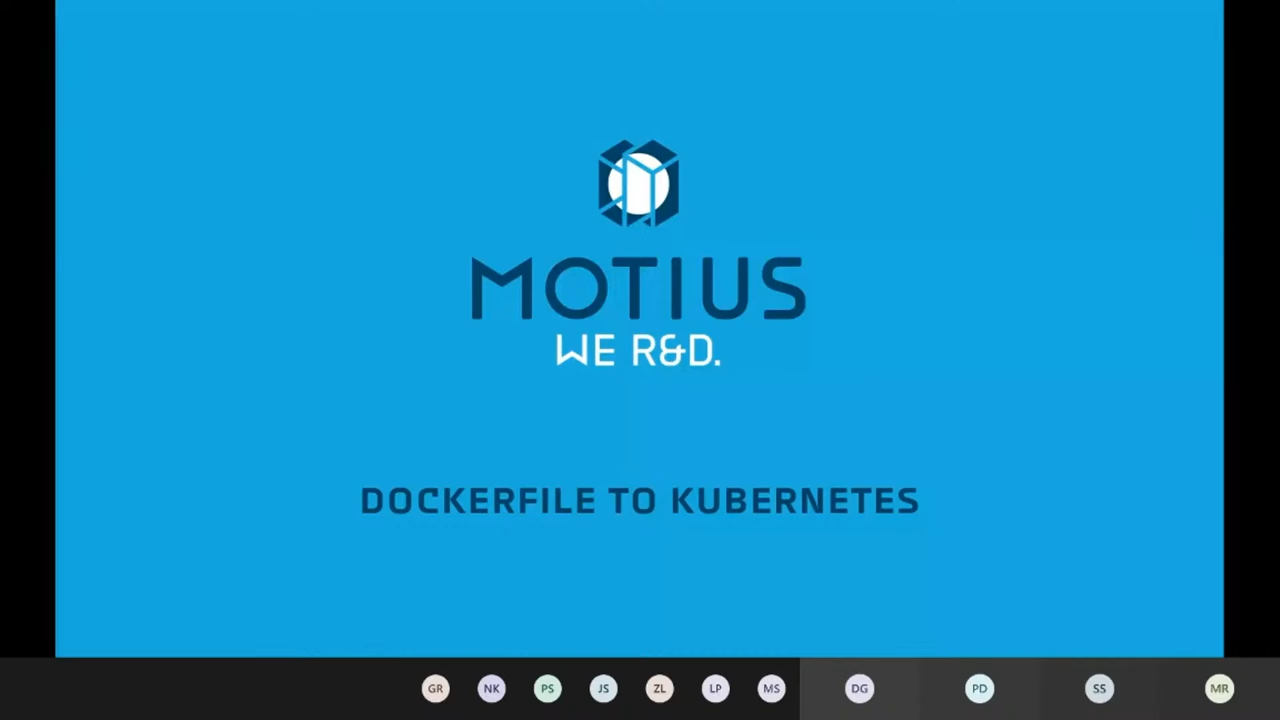 MOTIUS
WE R&D.
DOCKERFILE TO KUBERNETES
GR NK PS JS ZL LP MS DG PD SS MR